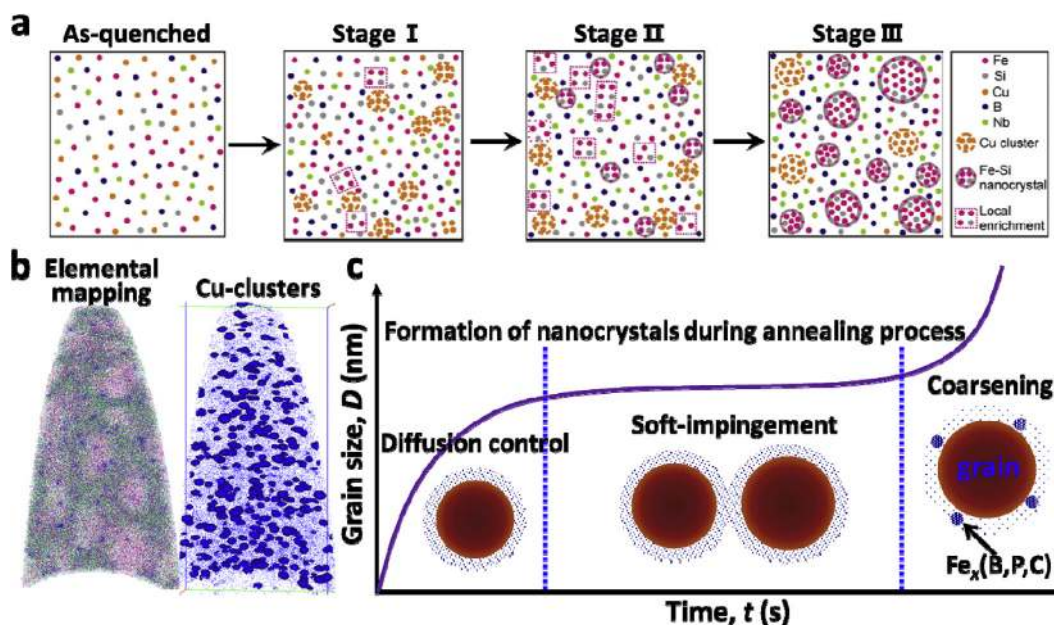 a
As-quenched
Stage I
Stage II
Stage III
Fe
Si
Cu
B
Nb
Cu cluster
Fe-Si
nanocrystal
Local
enrichment
b
Elemental
mapping
Cu-clusters
c
Grain size, D (nm)
Formation of nanocrystals during annealing process
Diffusion control
Soft-impingement
Coarsening
grain
Feₓ(B,P,C)
Time, t (s)